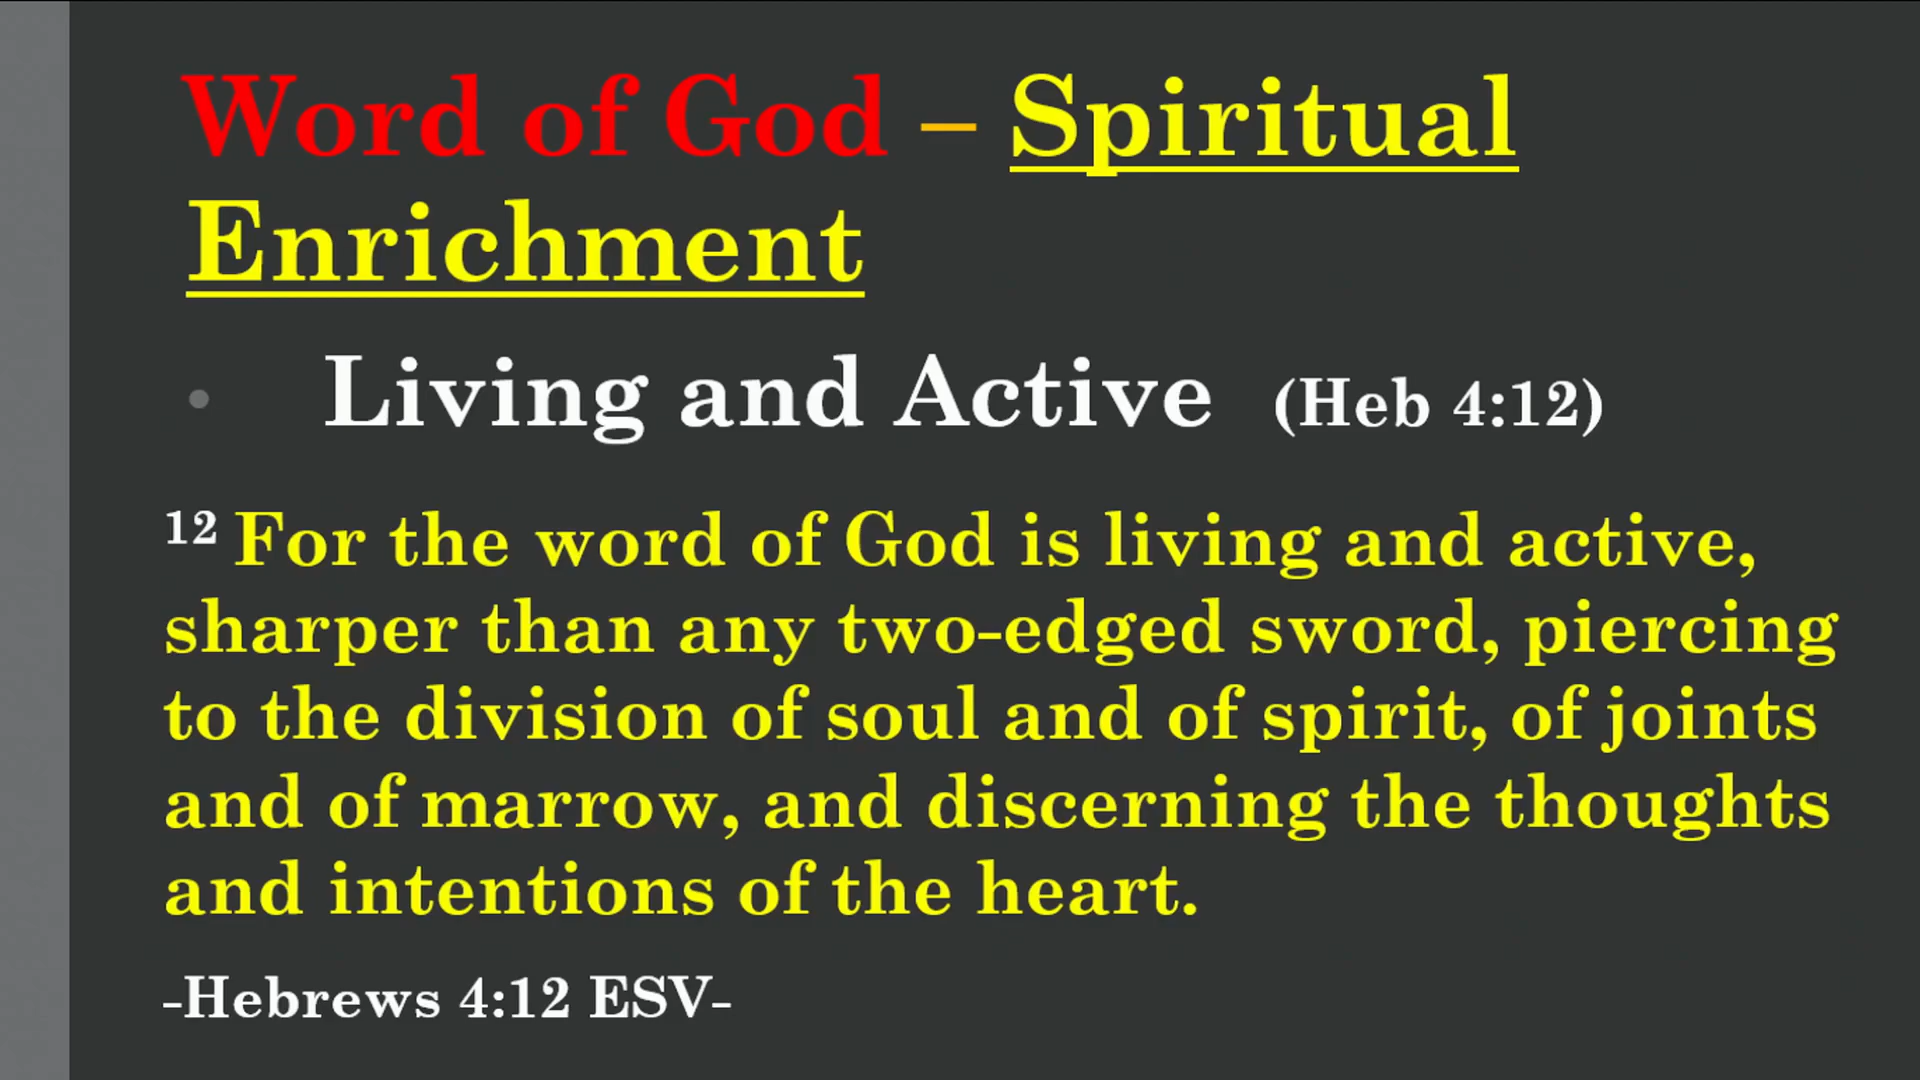 Word of God – Spiritual
Enrichment
• Living and Active (Heb 4:12)
12 For the word of God is living and active,
sharper than any two-edged sword, piercing
to the division of soul and of spirit, of joints
and of marrow, and discerning the thoughts
and intentions of the heart.
-Hebrews 4:12 ESV-